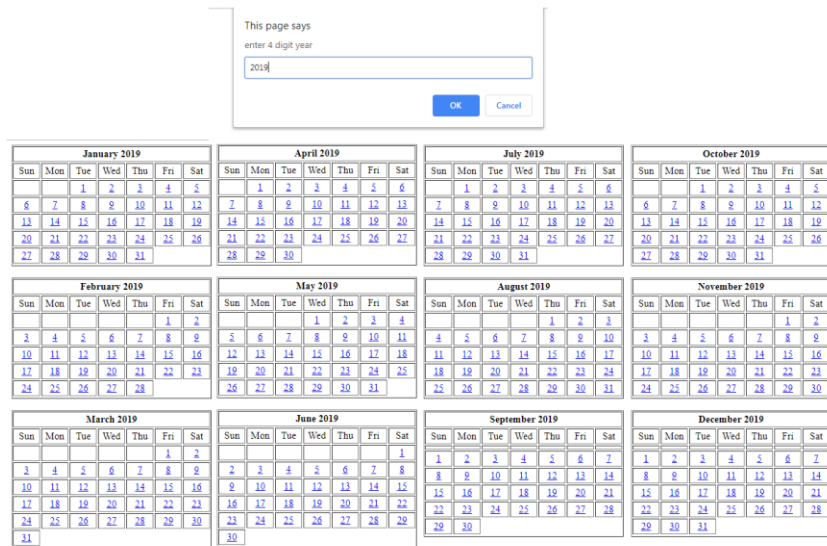 This page says
enter 4 digit year
2019
OK Cancel
January 2019
Sun Mon Tue Wed Thu Fri Sat
1 2 3 4 5
6 7 8 9 10 11 12
13 14 15 16 17 18 19
20 21 22 23 24 25 26
27 28 29 30 31
February 2019
Sun Mon Tue Wed Thu Fri Sat
1 2
3 4 5 6 7 8 9
10 11 12 13 14 15 16
17 18 19 20 21 22 23
24 25 26 27 28
March 2019
Sun Mon Tue Wed Thu Fri Sat
1 2
3 4 5 6 7 8 9
10 11 12 13 14 15 16
17 18 19 20 21 22 23
24 25 26 27 28 29 30
31
April 2019
Sun Mon Tue Wed Thu Fri Sat
1 2 3 4 5 6
7 8 9 10 11 12 13
14 15 16 17 18 19 20
21 22 23 24 25 26 27
28 29 30
May 2019
Sun Mon Tue Wed Thu Fri Sat
1 2 3 4
5 6 7 8 9 10 11
12 13 14 15 16 17 18
19 20 21 22 23 24 25
26 27 28 29 30 31
June 2019
Sun Mon Tue Wed Thu Fri Sat
1
2 3 4 5 6 7 8
9 10 11 12 13 14 15
16 17 18 19 20 21 22
23 24 25 26 27 28 29
30
July 2019
Sun Mon Tue Wed Thu Fri Sat
1 2 3 4 5 6
7 8 9 10 11 12 13
14 15 16 17 18 19 20
21 22 23 24 25 26 27
28 29 30 31
August 2019
Sun Mon Tue Wed Thu Fri Sat
1 2 3
4 5 6 7 8 9 10
11 12 13 14 15 16 17
18 19 20 21 22 23 24
25 26 27 28 29 30 31
September 2019
Sun Mon Tue Wed Thu Fri Sat
1 2 3 4 5 6 7
8 9 10 11 12 13 14
15 16 17 18 19 20 21
22 23 24 25 26 27 28
29 30
October 2019
Sun Mon Tue Wed Thu Fri Sat
1 2 3 4 5
6 7 8 9 10 11 12
13 14 15 16 17 18 19
20 21 22 23 24 25 26
27 28 29 30 31
November 2019
Sun Mon Tue Wed Thu Fri Sat
1 2
3 4 5 6 7 8 9
10 11 12 13 14 15 16
17 18 19 20 21 22 23
24 25 26 27 28 29 30
December 2019
Sun Mon Tue Wed Thu Fri Sat
1 2 3 4 5 6 7
8 9 10 11 12 13 14
15 16 17 18 19 20 21
22 23 24 25 26 27 28
29 30 31